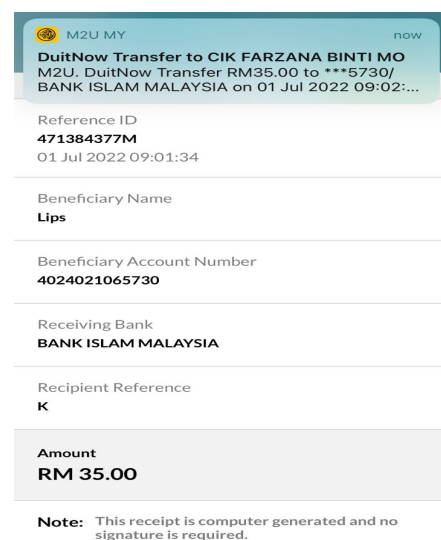 M2U MY now
DuitNow Transfer to CIK FARZANA BINTI MO
M2U. DuitNow Transfer RM35.00 to ***5730/
BANK ISLAM MALAYSIA on 01 Jul 2022 09:02:...
Reference ID
471384377M
01 Jul 2022 09:01:34
Beneficiary Name
Lips
Beneficiary Account Number
4024021065730
Receiving Bank
BANK ISLAM MALAYSIA
Recipient Reference
K
Amount
RM 35.00
Note: This receipt is computer generated and no
signature is required.